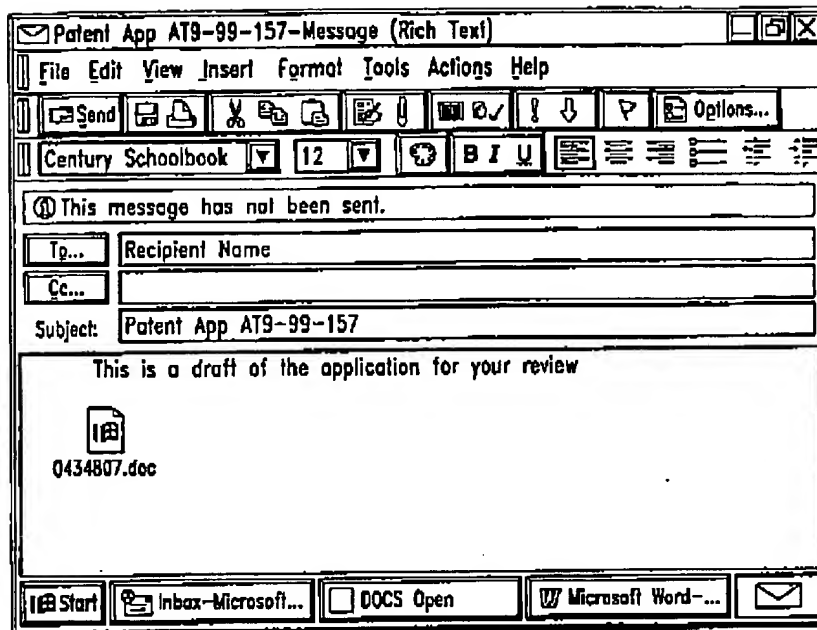 Patent App AT9-99-157-Message (Rich Text)
File Edit View Insert Format Tools Actions Help
Send Options...
Century Schoolbook 12 B I U
This message has not been sent.
To... Recipient Name
Cc...
Subject: Patent App AT9-99-157
This is a draft of the application for your review
0434807.doc
Start Inbox-Microsoft... DOCS Open W Microsoft Word-...